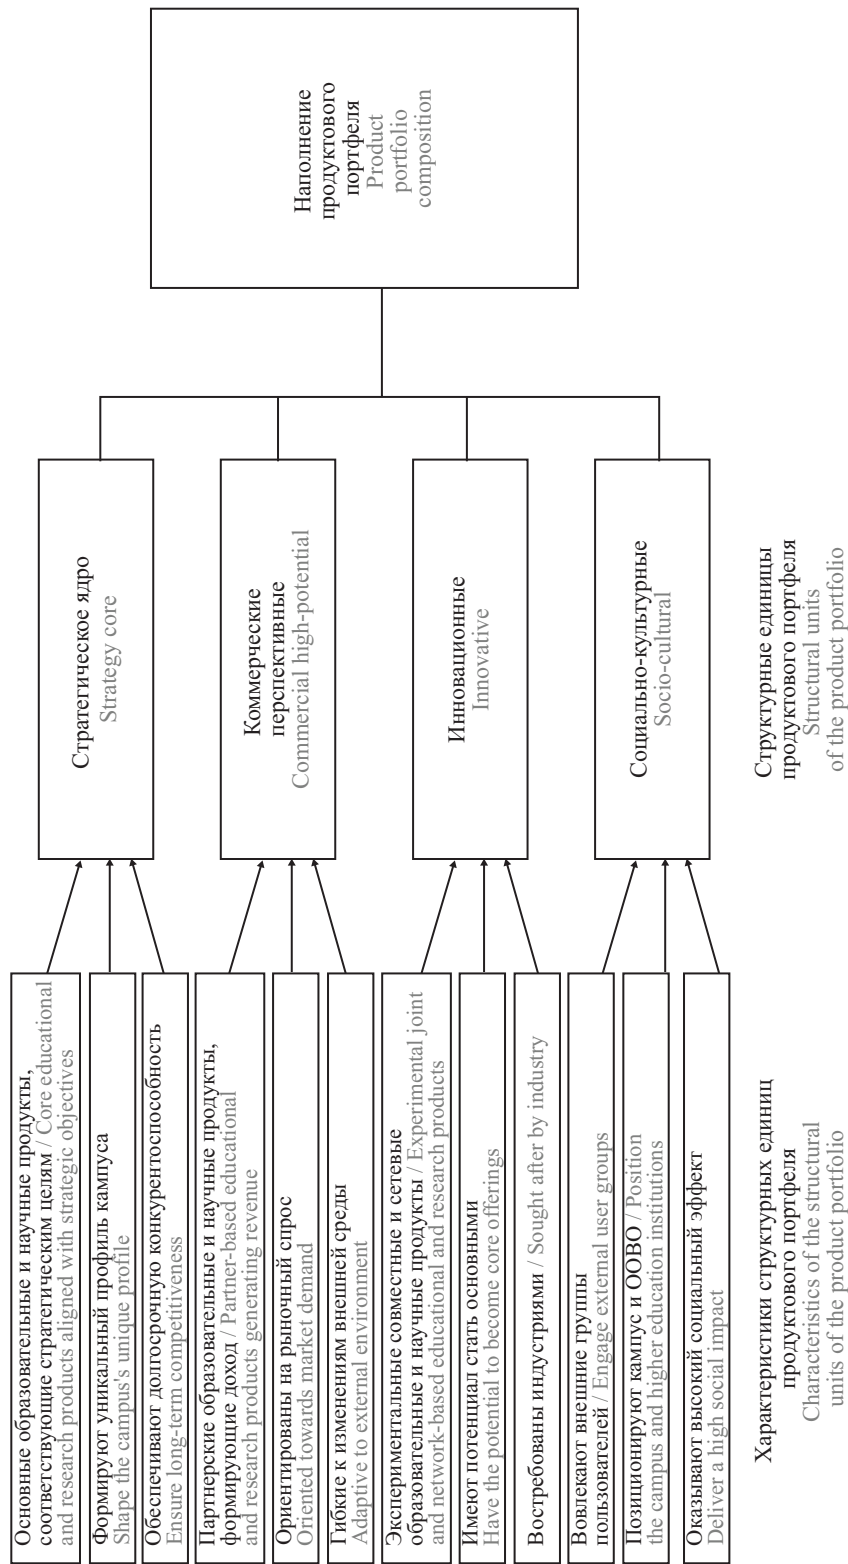 Наполнение
продуктового
портфеля
Product
portfolio
composition
Стратегическое ядро
Strategy core
Коммерческие
перспективные
Commercial high-potential
Инновационные
Innovative
Социально-культурные
Socio-cultural
Структурные единицы
продуктового портфеля
Structural units
of the product portfolio
Основные образовательные и научные продукты,
соответствующие стратегическим целям / Core educational
and research products aligned with strategic objectives
Формируют уникальный профиль кампуса
Shape the campus's unique profile
Обеспечивают долгосрочную конкурентоспособность
Ensure long-term competitiveness
Партнерские образовательные и научные продукты,
формирующие доход / Partner-based educational
and research products generating revenue
Ориентированы на рыночный спрос
Oriented towards market demand
Гибкие к изменениям внешней среды
Adaptive to external environment
Экспериментальные совместные и сетевые
образовательные и научные продукты / Experimental joint
and network-based educational and research products
Имеют потенциал стать основными
Have the potential to become core offerings
Востребованы индустриями / Sought after by industry
Вовлекают внешние группы
пользователей / Engage external user groups
Позиционируют кампус и ООВО / Position
the campus and higher education institutions
Оказывают высокий социальный эффект
Deliver a high social impact
Характеристики структурных единиц
продуктового портфеля
Characteristics of the structural
units of the product portfolio